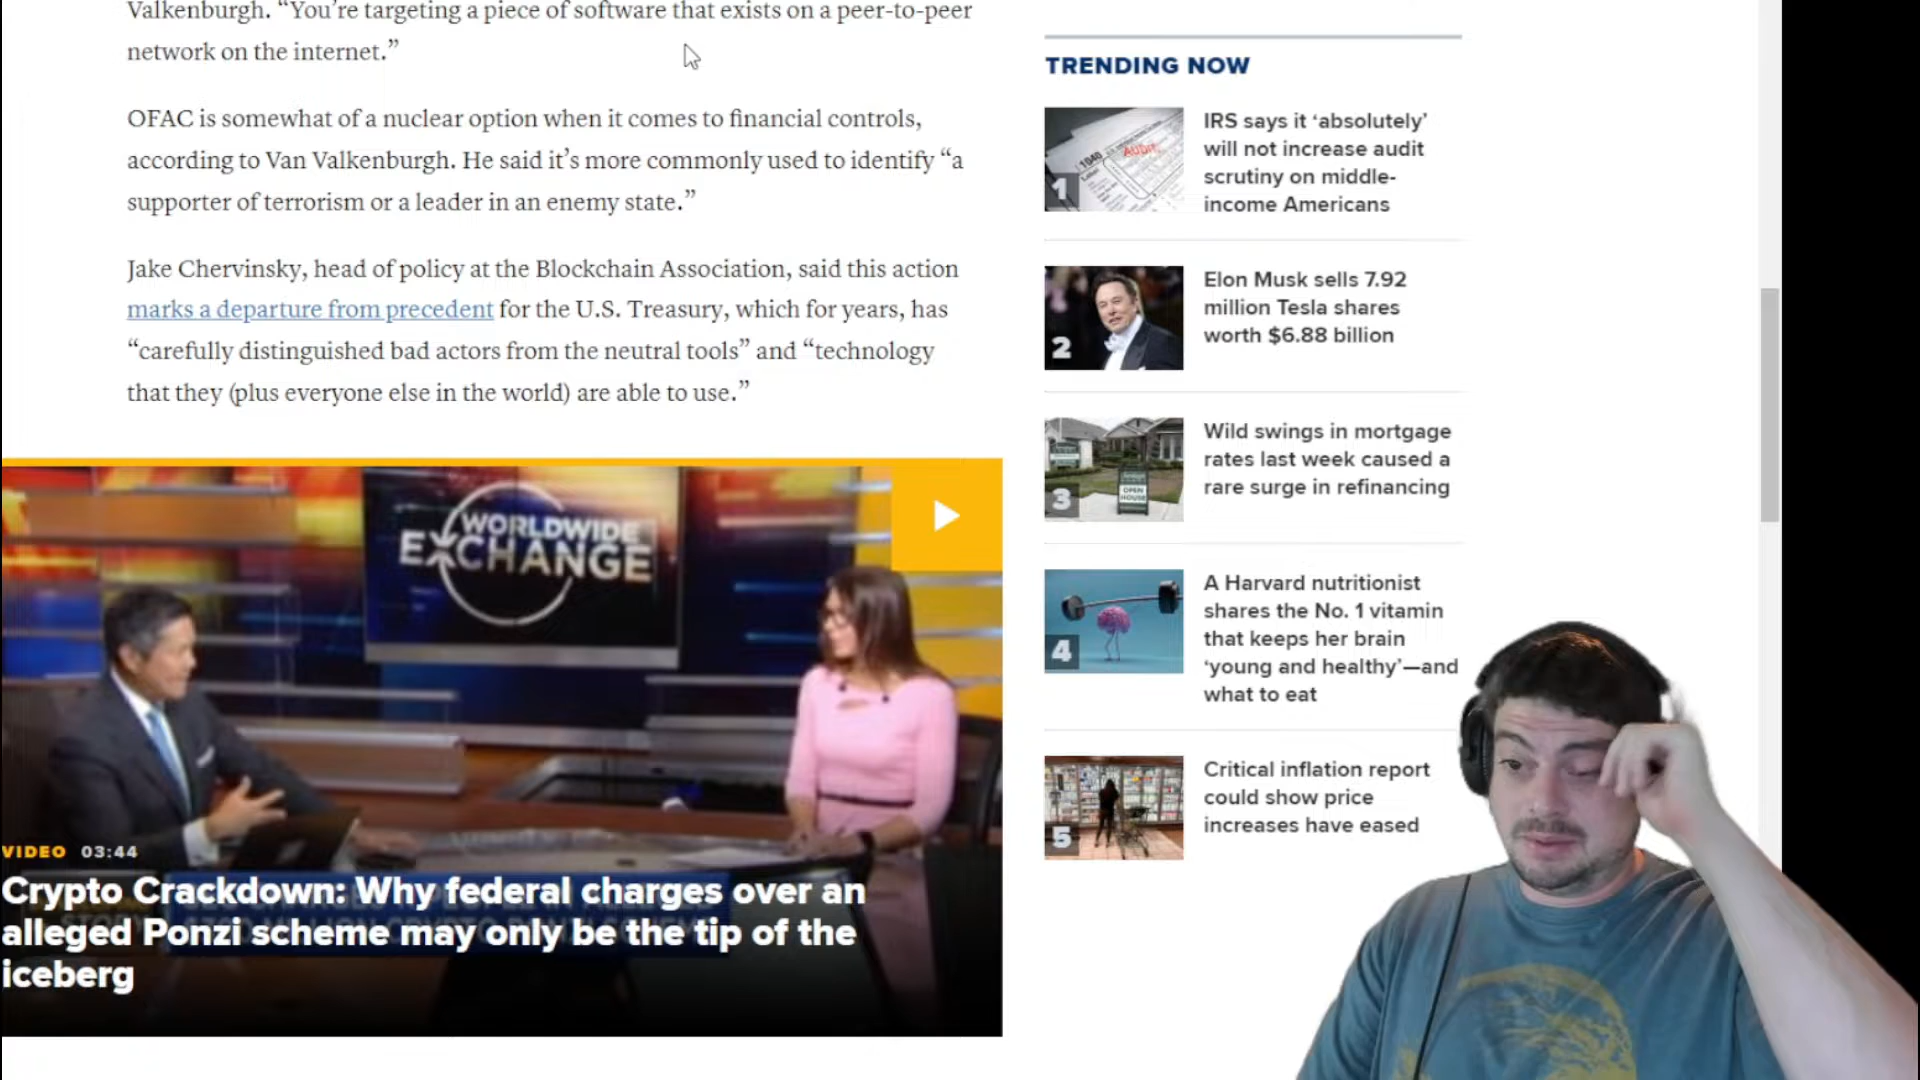 Valkenburgh. “You’re targeting a piece of software that exists on a peer-to-peer
network on the internet.”
OFAC is somewhat of a nuclear option when it comes to financial controls,
according to Van Valkenburgh. He said it’s more commonly used to identify “a
supporter of terrorism or a leader in an enemy state.”
Jake Chervinsky, head of policy at the Blockchain Association, said this action
marks a departure from precedent for the U.S. Treasury, which for years, has
“carefully distinguished bad actors from the neutral tools” and “technology
that they (plus everyone else in the world) are able to use.”
WORLDWIDE
EXCHANGE
VIDEO 03:44
Crypto Crackdown: Why federal charges over an
alleged Ponzi scheme may only be the tip of the
iceberg
TRENDING NOW
1040
AUDIT
1
IRS says it ‘absolutely’
will not increase audit
scrutiny on middle-
income Americans
2
Elon Musk sells 7.92
million Tesla shares
worth $6.88 billion
OPEN
HOUSE
3
Wild swings in mortgage
rates last week caused a
rare surge in refinancing
4
A Harvard nutritionist
shares the No. 1 vitamin
that keeps her brain
‘young and healthy’—and
what to eat
5
Critical inflation report
could show price
increases have eased